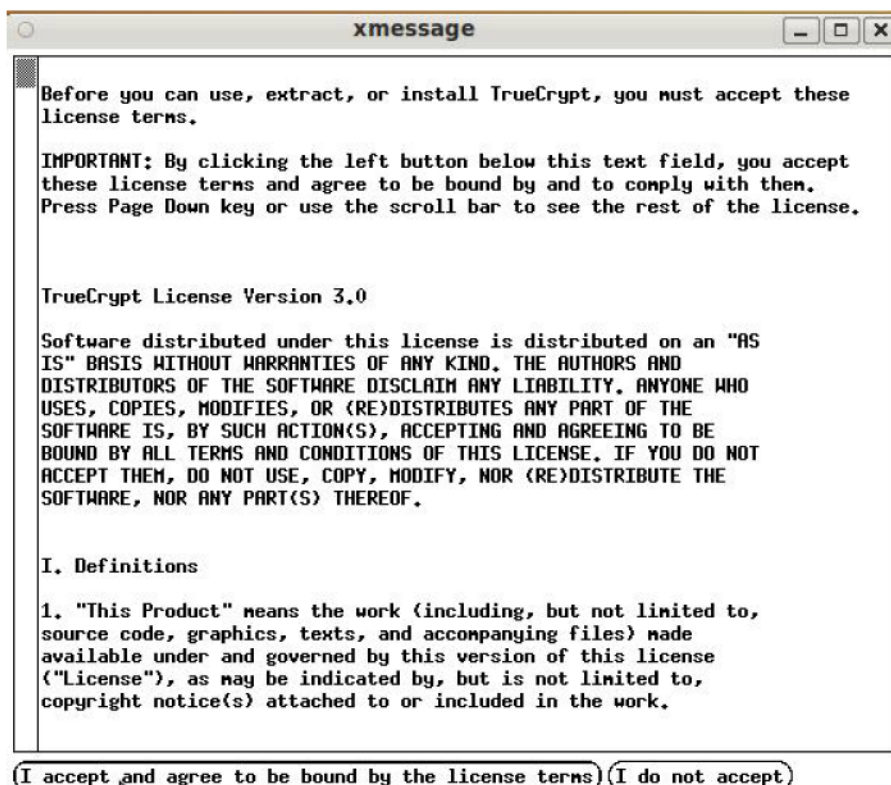 xmessage
Before you can use, extract, or install TrueCrypt, you must accept these
license terms.
IMPORTANT: By clicking the left button below this text field, you accept
these license terms and agree to be bound by and to comply with them.
Press Page Down key or use the scroll bar to see the rest of the license.
TrueCrypt License Version 3.0
Software distributed under this license is distributed on an "AS
IS" BASIS WITHOUT WARRANTIES OF ANY KIND. THE AUTHORS AND
DISTRIBUTORS OF THE SOFTWARE DISCLAIM ANY LIABILITY. ANYONE WHO
USES, COPIES, MODIFIES, OR (RE)DISTRIBUTES ANY PART OF THE
SOFTWARE IS, BY SUCH ACTION(S), ACCEPTING AND AGREEING TO BE
BOUND BY ALL TERMS AND CONDITIONS OF THIS LICENSE. IF YOU DO NOT
ACCEPT THEM, DO NOT USE, COPY, MODIFY, NOR (RE)DISTRIBUTE THE
SOFTWARE, NOR ANY PART(S) THEREOF.
I. Definitions
1. "This Product" means the work (including, but not limited to,
source code, graphics, texts, and accompanying files) made
available under and governed by this version of this license
("License"), as may be indicated by, but is not limited to,
copyright notice(s) attached to or included in the work.
I accept and agree to be bound by the license terms I do not accept